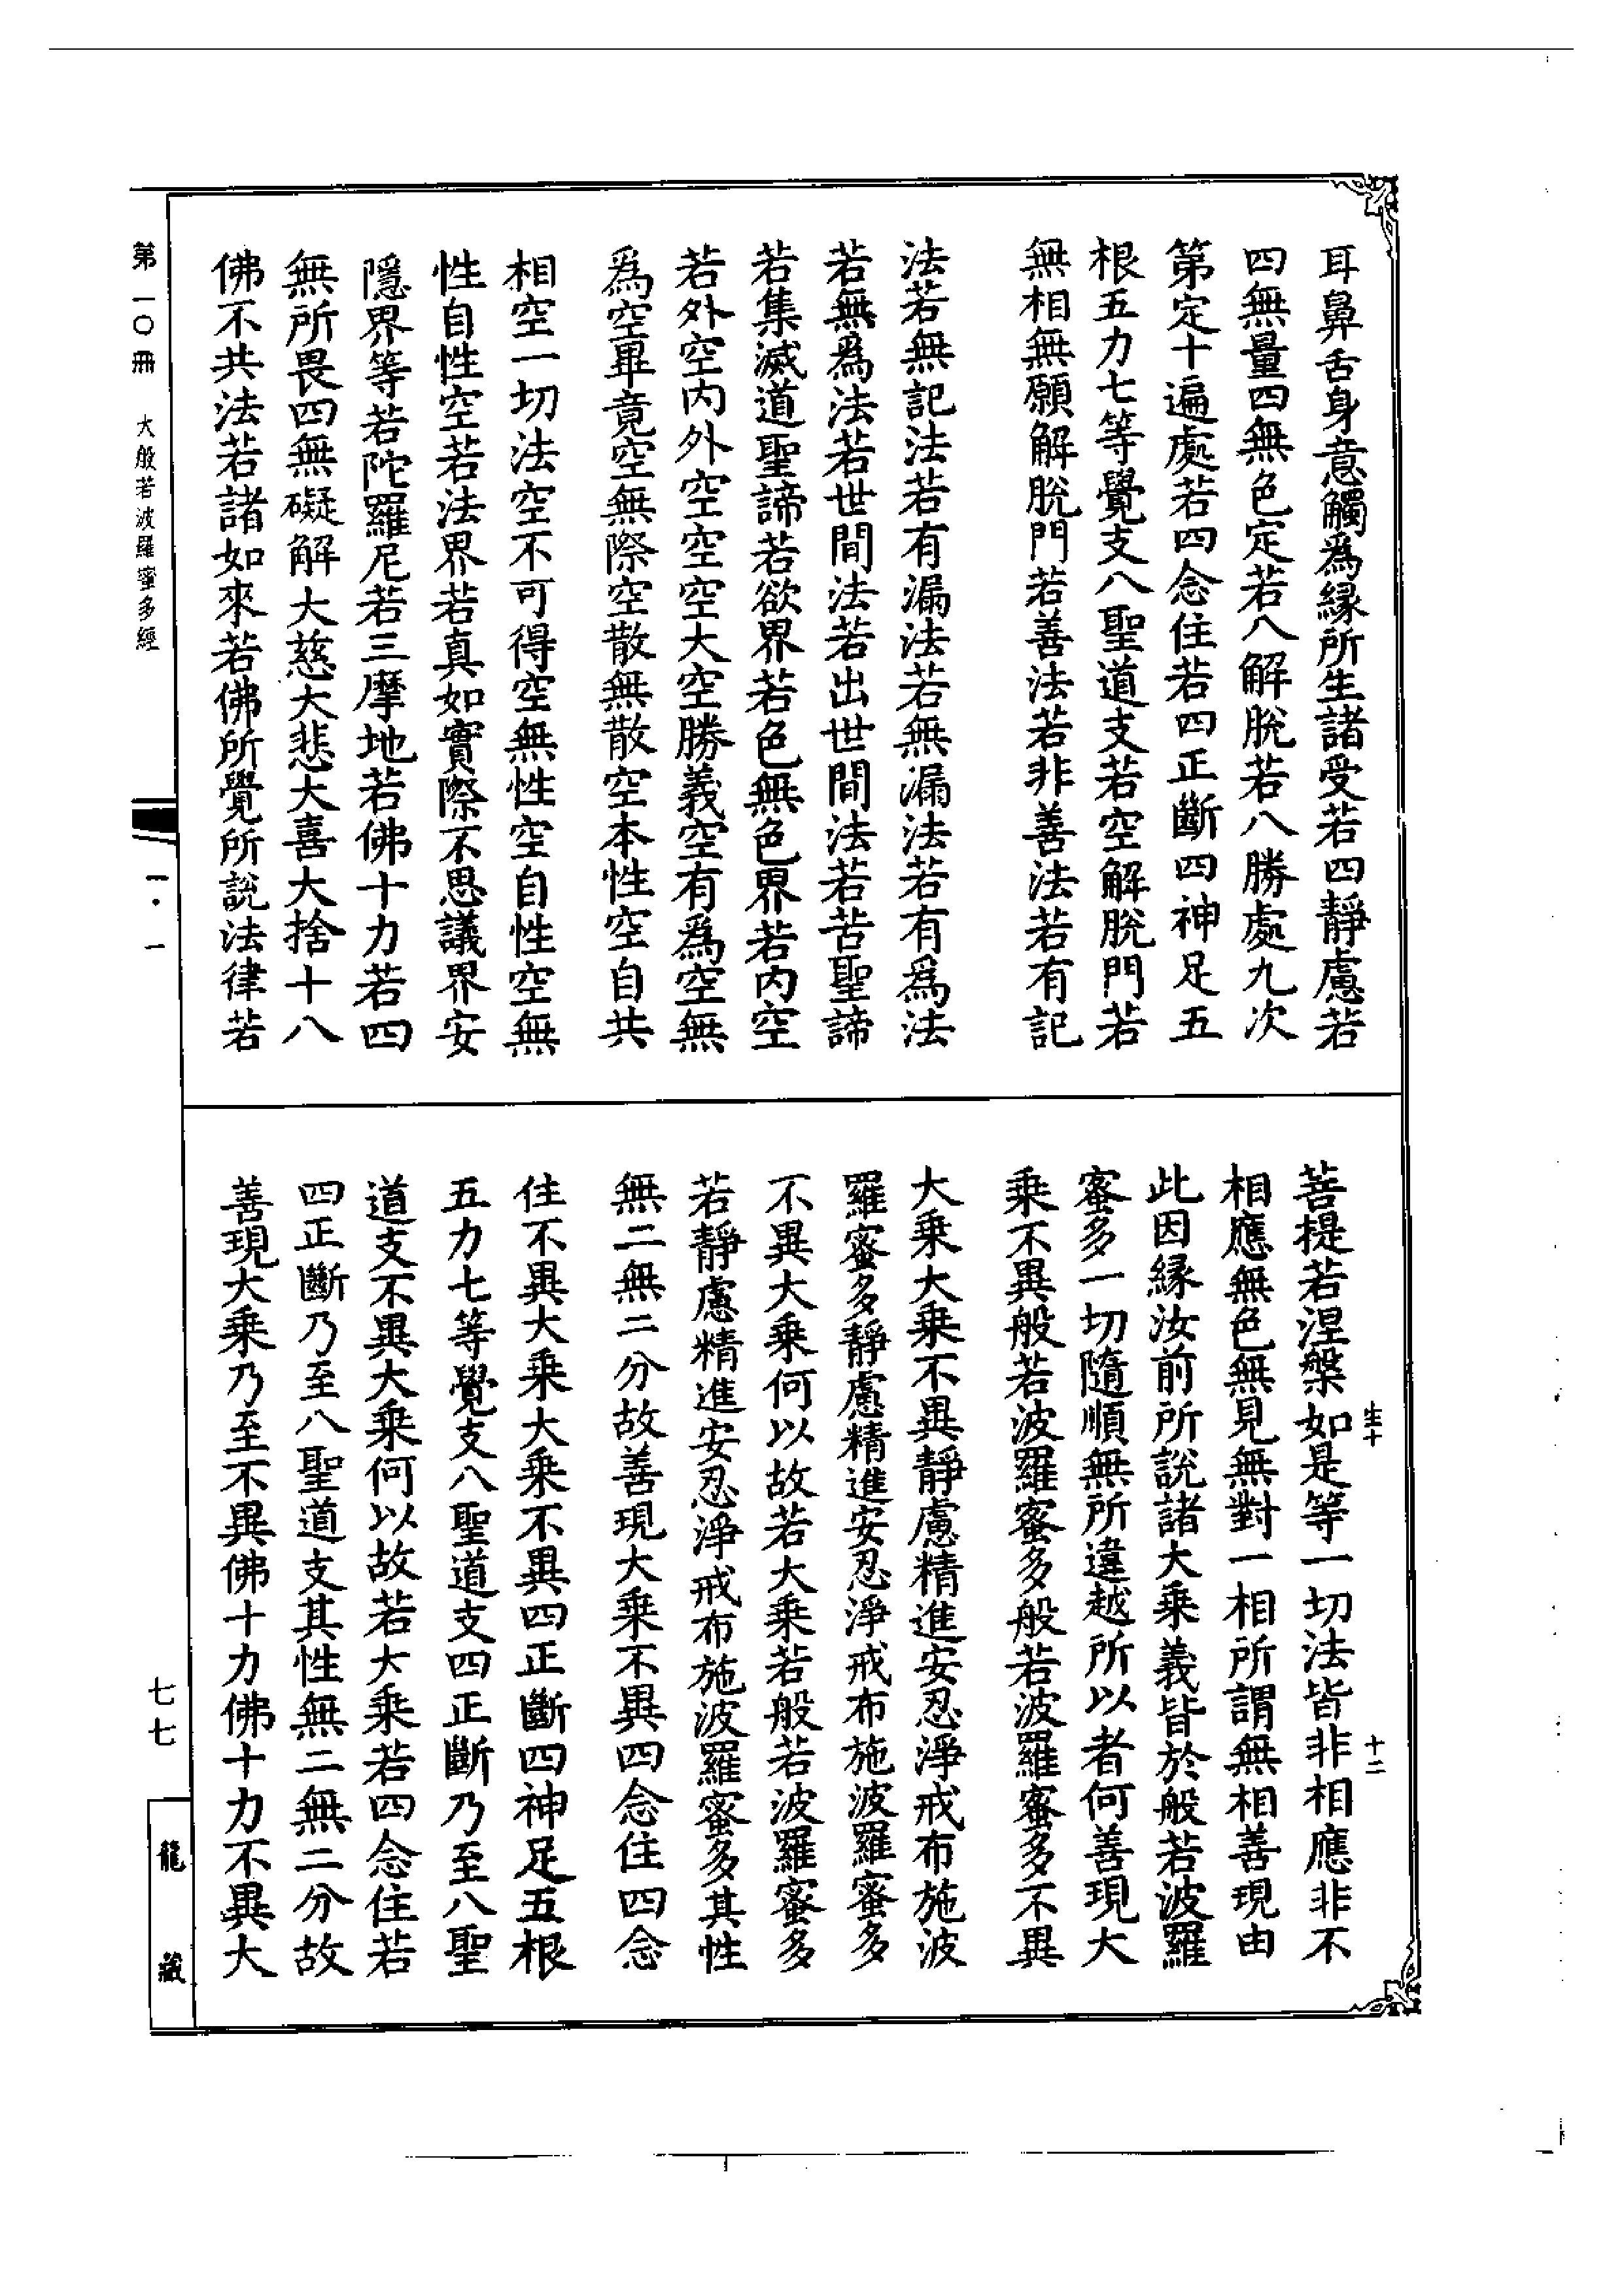 耳鼻舌身意觸爲緣所生諸受若四靜慮若
四無量四無色定若八解脫若八勝處九次
第定十遍處若四念住若四正斷四神足五
根五力七等覺支八聖道支若空解脫門若
無相無願解脫門若善法若非善法若有記
法若無記法若有漏法若無漏法若有爲法
若無爲法若世間法若出世間法若苦聖諦
若集滅道聖諦若欲界若色無色界若內空
若外空內外空空空大空勝義空有爲空無
爲空畢竟空無際空散無散空本性空自共
相空一切法空不可得空無性空自性空無
性自性空若法界若真如實際不思議界安
隱界等若陀羅尼若三摩地若佛十力若四
無所畏四無礙解大慈大悲大喜大捨十八
佛不共法若諸如來若佛所覺所說法律若
菩提若涅槃如是等一切法皆非相應非不
相應無色無見無對一相所謂無相善現由
此因緣汝前所說諸大乘義皆於般若波羅
蜜多一切隨順無所違越所以者何善現大
乘不異般若波羅蜜多般若波羅蜜多不異
大乘大乘不異靜慮精進安忍淨戒布施波
羅蜜多靜慮精進安忍淨戒布施波羅蜜多
不異大乘何以故若大乘若般若波羅蜜多
若靜慮精進安忍淨戒布施波羅蜜多其性
無二無二分故善現大乘不異四念住四念
住不異大乘大乘不異四正斷四神足五根
五力七等覺支八聖道支四正斷乃至八聖
道支不異大乘何以故若大乘若四念住若
四正斷乃至八聖道支其性無二無二分故
善現大乘乃至不異佛十力佛十力不異大
生十
十二
第一〇冊 大般若波羅蜜多經
一·一
七七
龍藏